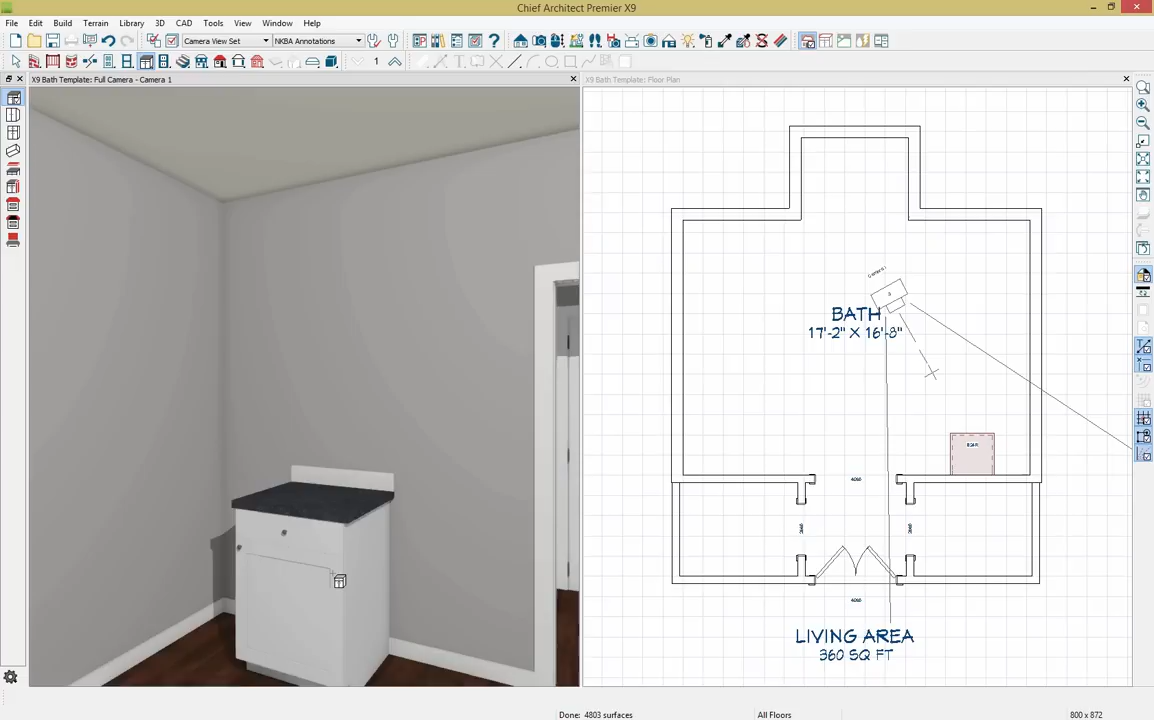 Chief Architect Premier X9
File Edit Build Terrain Library 3D CAD Tools View Window Help
Camera View Set NKBA Annotations
1
X9 Bath Template: Full Camera - Camera 1
X9 Bath Template: Floor Plan
BATH
17'-2" X 16'-8"
LIVING AREA
360 SQ FT
Done: 4803 surfaces All Floors 800 x 872